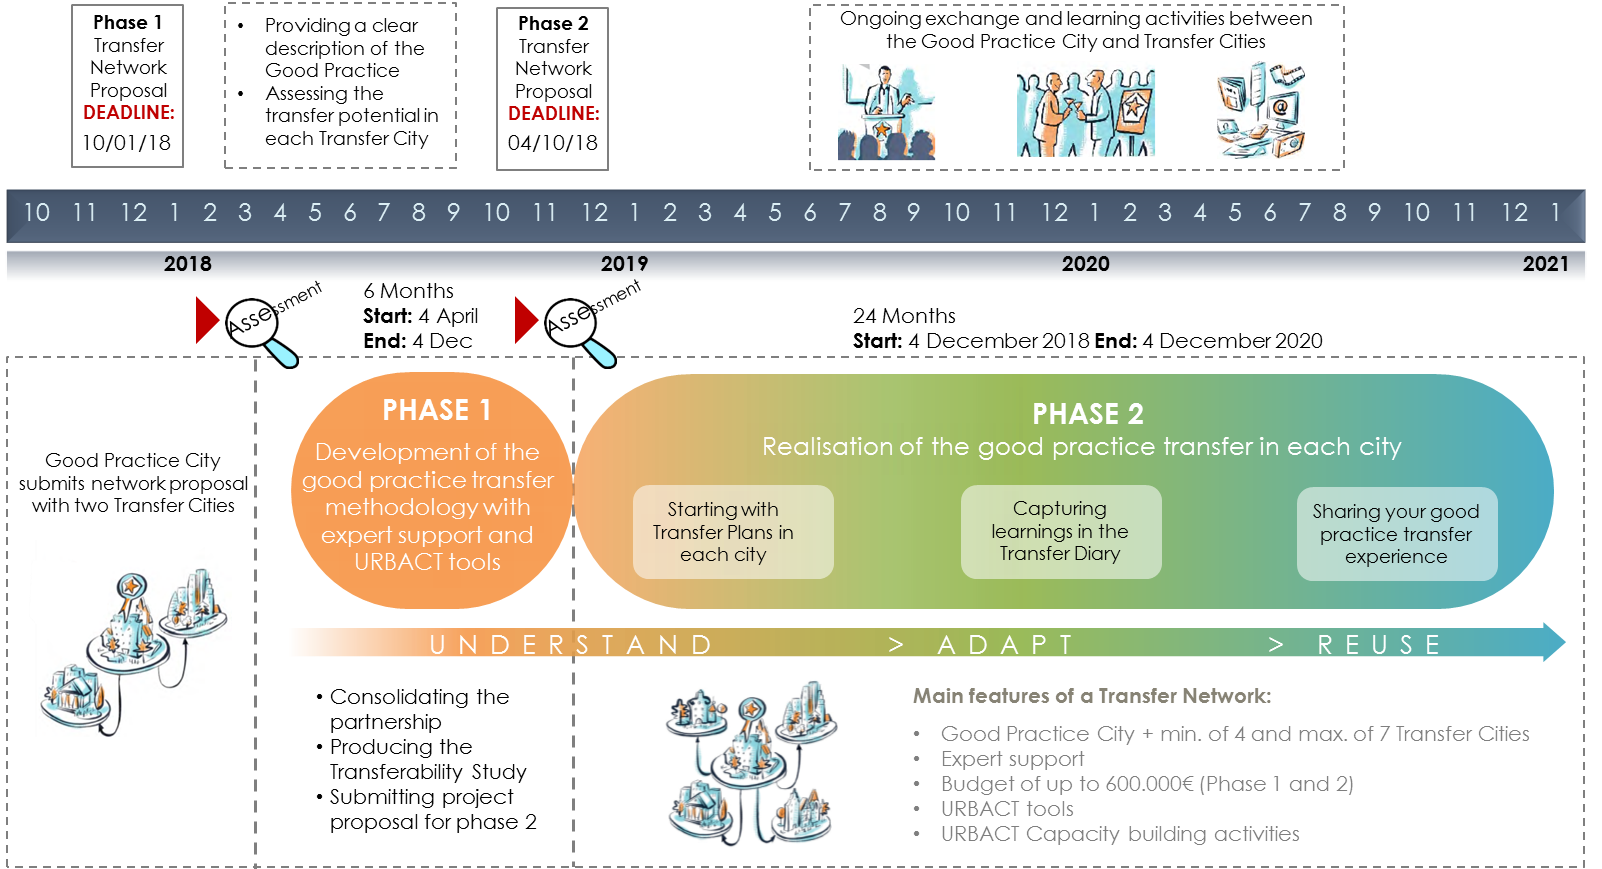 Phase 1
Transfer
Network
Proposal
DEADLINE:
10/01/18
• Providing a clear
description of the
Good Practice
• Assessing the
transfer potential in
each Transfer City
Phase 2
Transfer
Network
Proposal
DEADLINE:
04/10/18
Ongoing exchange and learning activities between
the Good Practice City and Transfer Cities
@
10 11 12 1 2 3 4 5 6 7 8 9 10 11 12 1 2 3 4 5 6 7 8 9 10 11 12 1 2 3 4 5 6 7 8 9 10 11 12 1
2018 2019 2020 2021
Assessment
6 Months
Start: 4 April
End: 4 Dec
Assessment
24 Months
Start: 4 December 2018 End: 4 December 2020
Good Practice City
submits network proposal
with two Transfer Cities
PHASE 1
Development of the
good practice transfer
methodology with
expert support and
URBACT tools
PHASE 2
Realisation of the good practice transfer in each city
Starting with
Transfer Plans in
each city
Capturing
learnings in the
Transfer Diary
Sharing your good
practice transfer
experience
UNDERSTAND > ADAPT > REUSE
• Consolidating the
partnership
• Producing the
Transferability Study
• Submitting project
proposal for phase 2
Main features of a Transfer Network:
• Good Practice City + min. of 4 and max. of 7 Transfer Cities
• Expert support
• Budget of up to 600.000€ (Phase 1 and 2)
• URBACT tools
• URBACT Capacity building activities